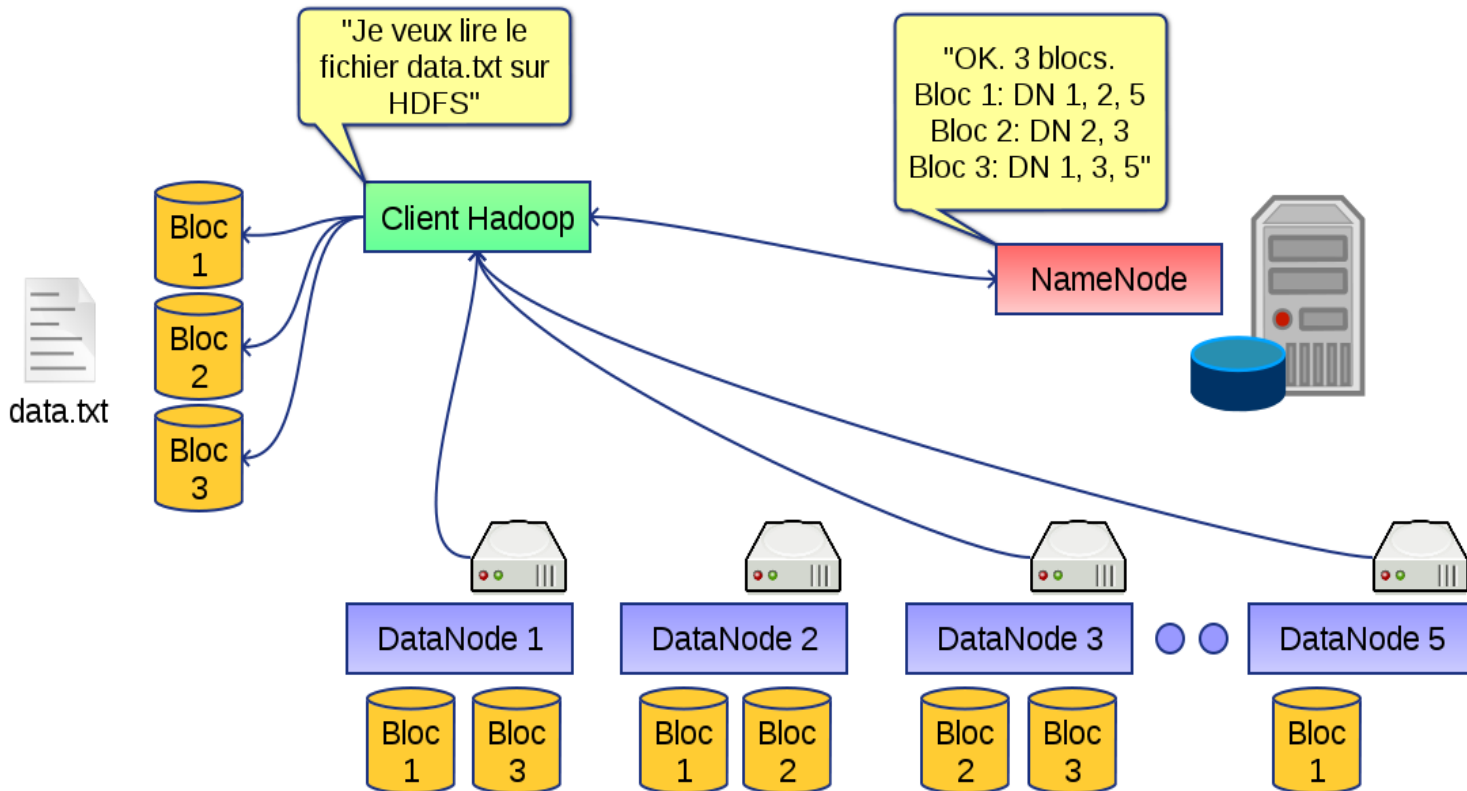 "Je veux lire le
fichier data.txt sur
HDFS"
"OK. 3 blocs.
Bloc 1: DN 1, 2, 5
Bloc 2: DN 2, 3
Bloc 3: DN 1, 3, 5"
Client Hadoop
NameNode
Bloc
1
Bloc
2
Bloc
3
data.txt
DataNode 1
DataNode 2
DataNode 3
DataNode 5
Bloc
1
Bloc
3
Bloc
1
Bloc
2
Bloc
2
Bloc
3
Bloc
1